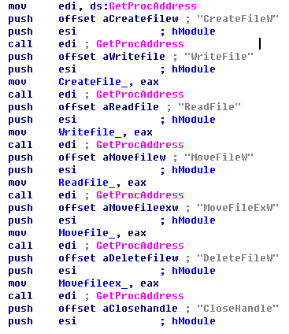 mov edi, ds:GetProcAddress
push offset aCreatefilew ; "CreateFileW"
push esi ; hModule
call edi ; GetProcAddress
push offset aWritefile ; "WriteFile"
push esi ; hModule
mov CreateFile_, eax
call edi ; GetProcAddress
push offset aReadfile ; "ReadFile"
push esi ; hModule
mov Writefile_, eax
call edi ; GetProcAddress
push offset aMovefilew ; "MoveFileW"
push esi ; hModule
mov Readfile_, eax
call edi ; GetProcAddress
push offset aMovefileexw ; "MoveFileExW"
push esi ; hModule
mov Movefile_, eax
call edi ; GetProcAddress
push offset aDeletefilew ; "DeleteFileW"
push esi ; hModule
mov Movefileex_, eax
call edi ; GetProcAddress
push offset aClosehandle ; "CloseHandle"
push esi ; hModule